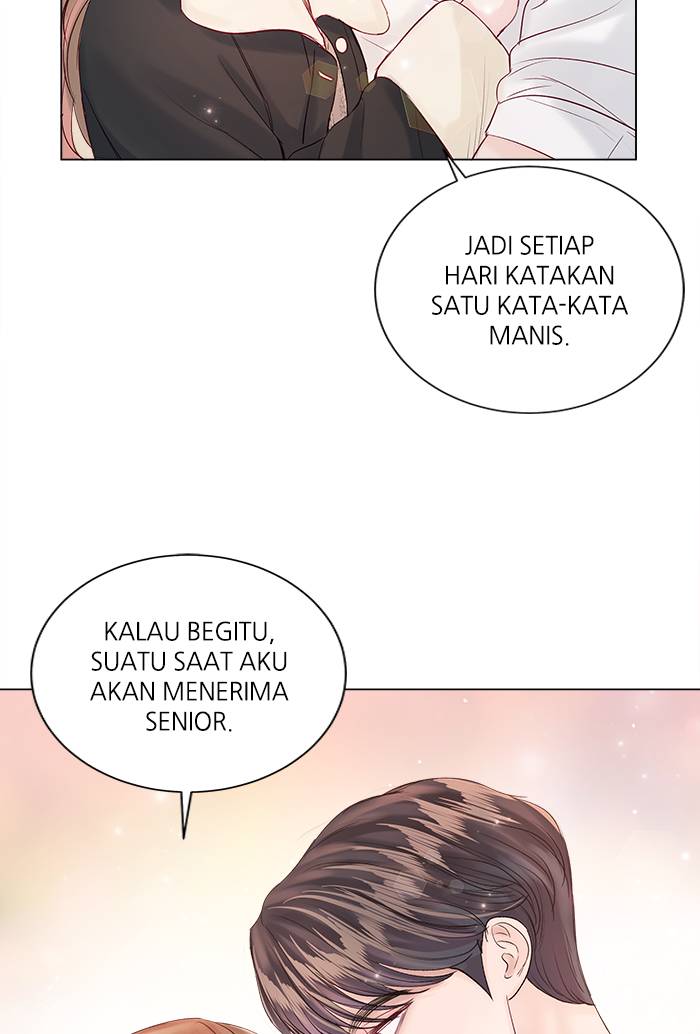 JADI SETIAP
HARI KATAKAN
SATU KATA-KATA
MANIS.
KALAU BEGITU,
SUATU SAAT AKU
AKAN MENERIMA
SENIOR.